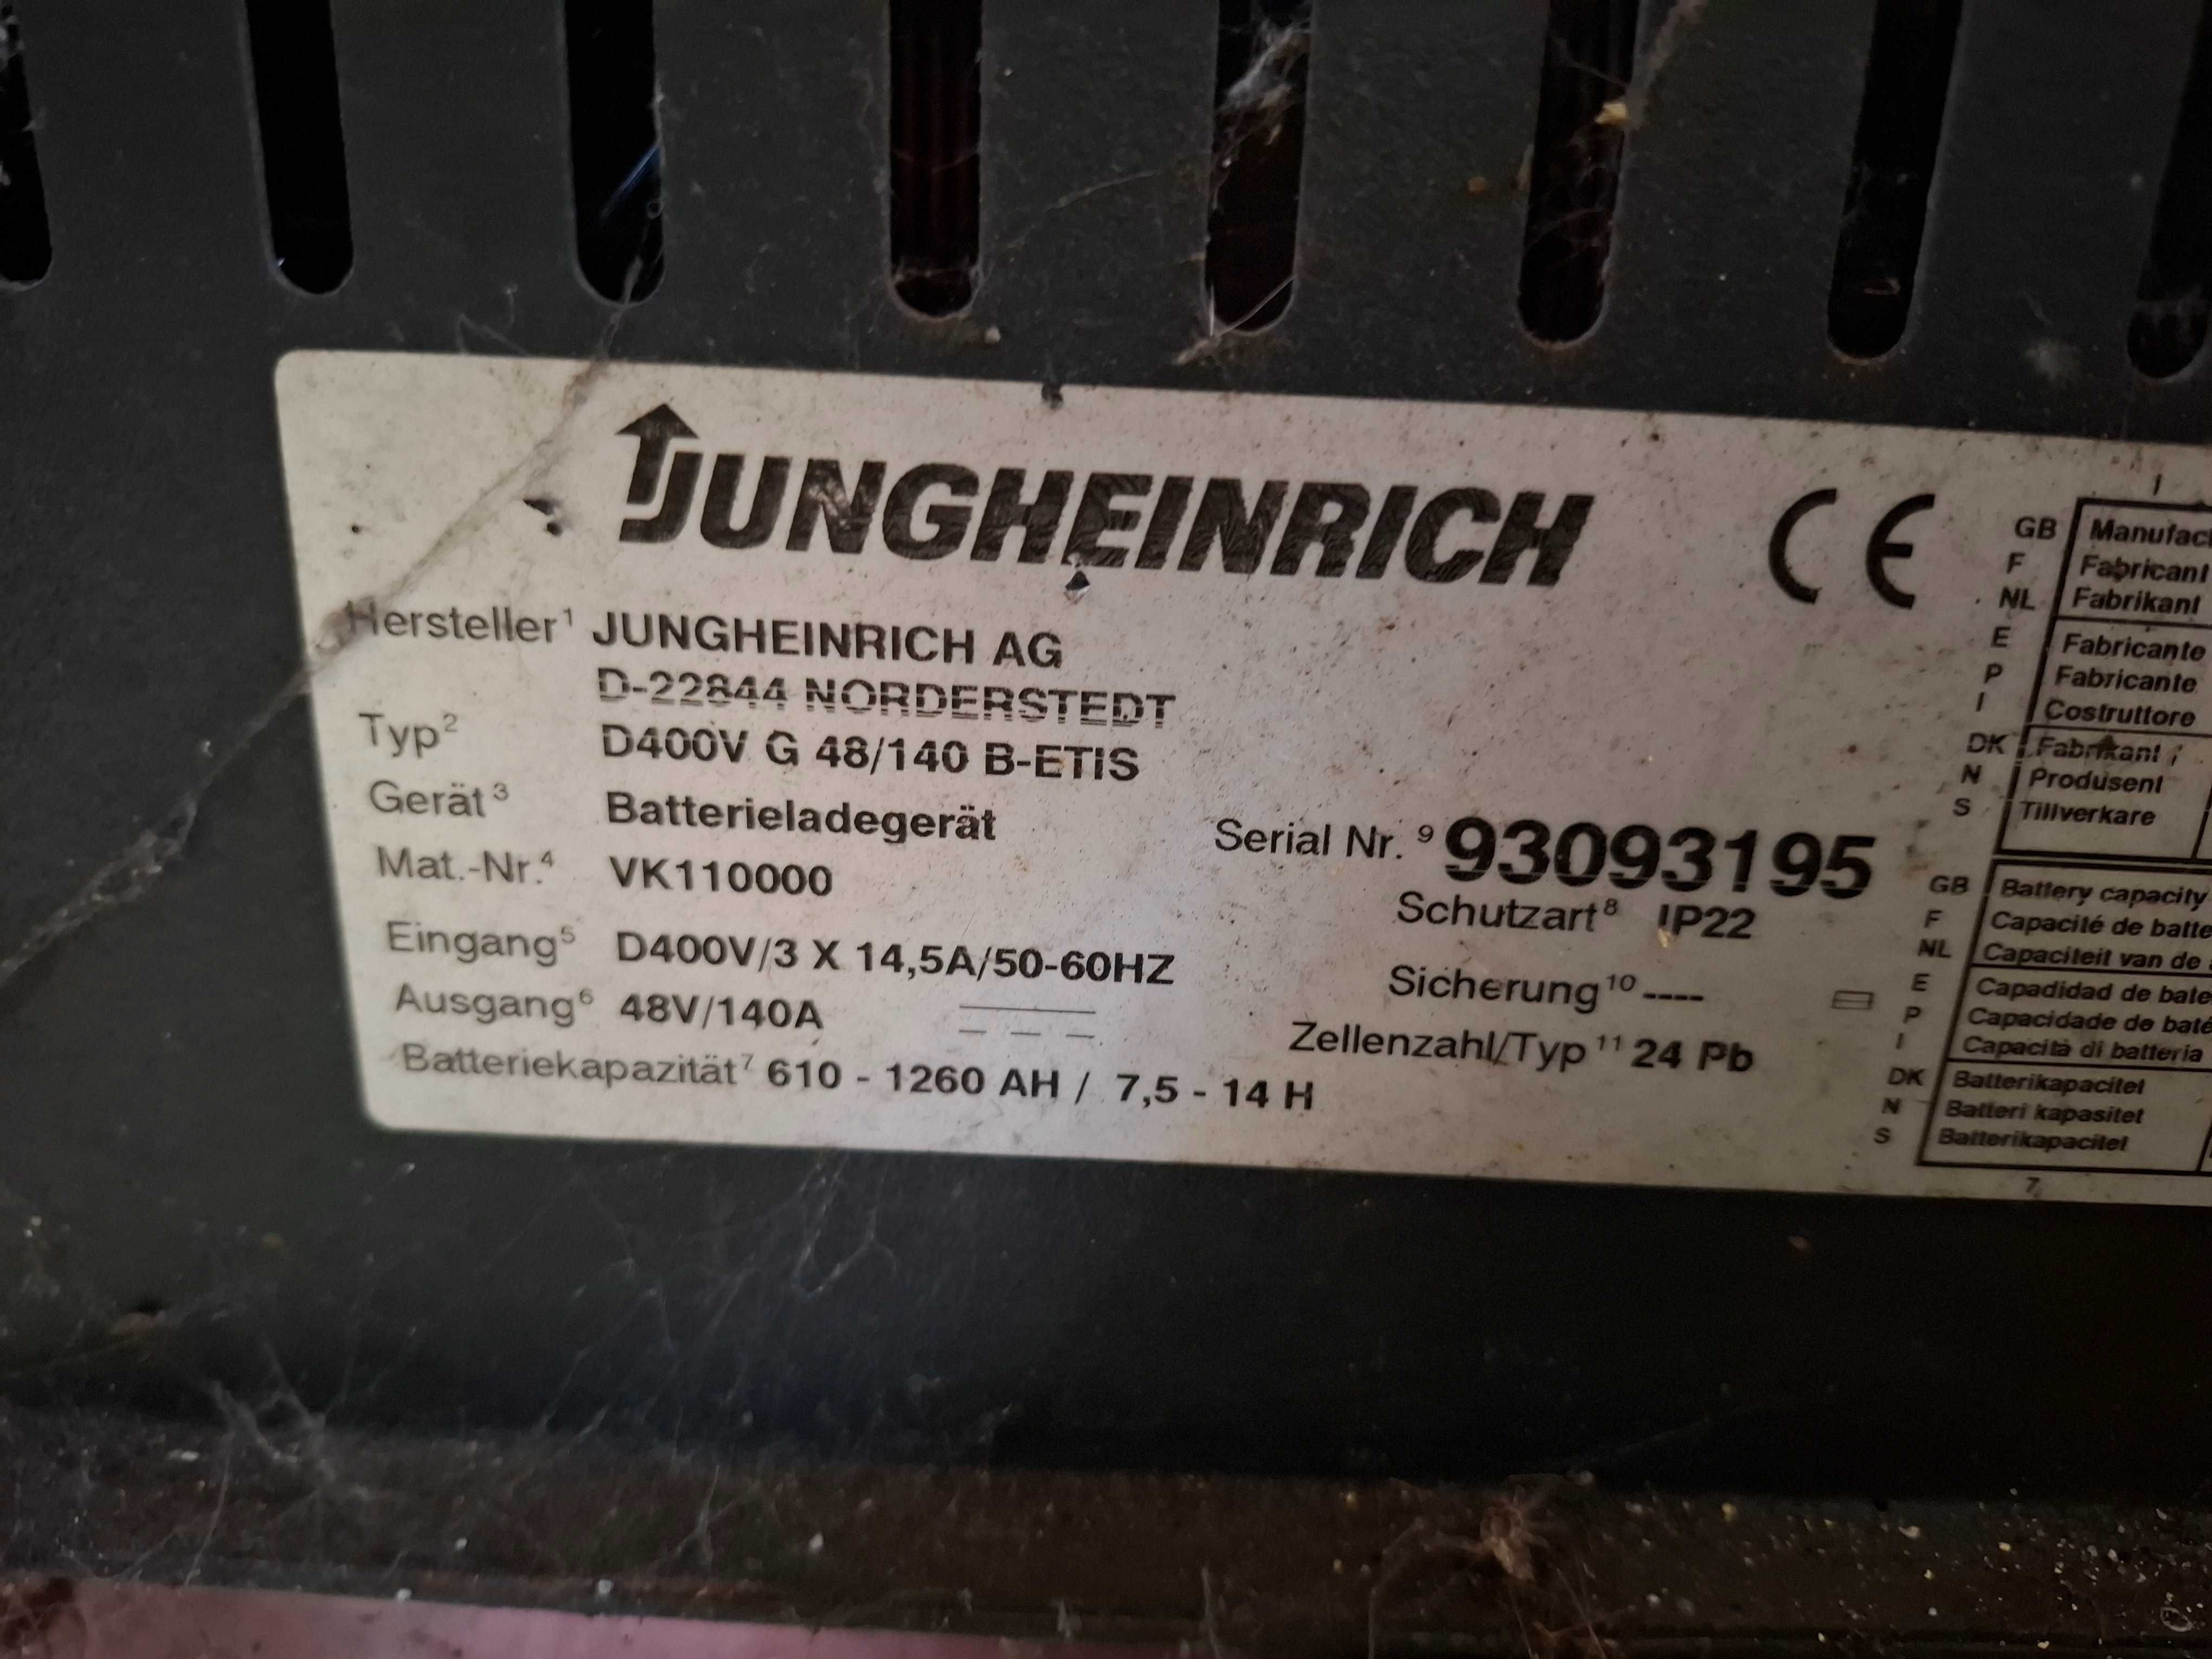 JUNGHEINRICH
CE
Hersteller¹ JUNGHEINRICH AG
D-22844 NORDERSTEDT
Typ² D400V G 48/140 B-ETIS
Gerät³ Batterieladegerät
Mat.-Nr.⁴ VK110000
Serial Nr.⁹ 93093195
Eingang⁵ D400V/3 X 14,5A/50-60HZ
Schutzart⁸ IP22
Ausgang⁶ 48V/140A
Sicherung¹⁰ ----
Batteriekapazität⁷ 610 - 1260 AH / 7,5 - 14 H
Zellenzahl/Typ¹¹ 24 Pb
1
GB Manufac
F Fabricant
NL Fabrikant
E Fabricante
P Fabricante
I Costruttore
DK Fabrikant
N Produsent
S Tillverkare
GB Battery capacity
F Capacité de batte
NL Capaciteit van de
E Capadidad de bate
P Capacidade de baté
I Capacità di batteria
DK Batterikapacitet
N Batteri kapasitet
S Batterikapacitet
7